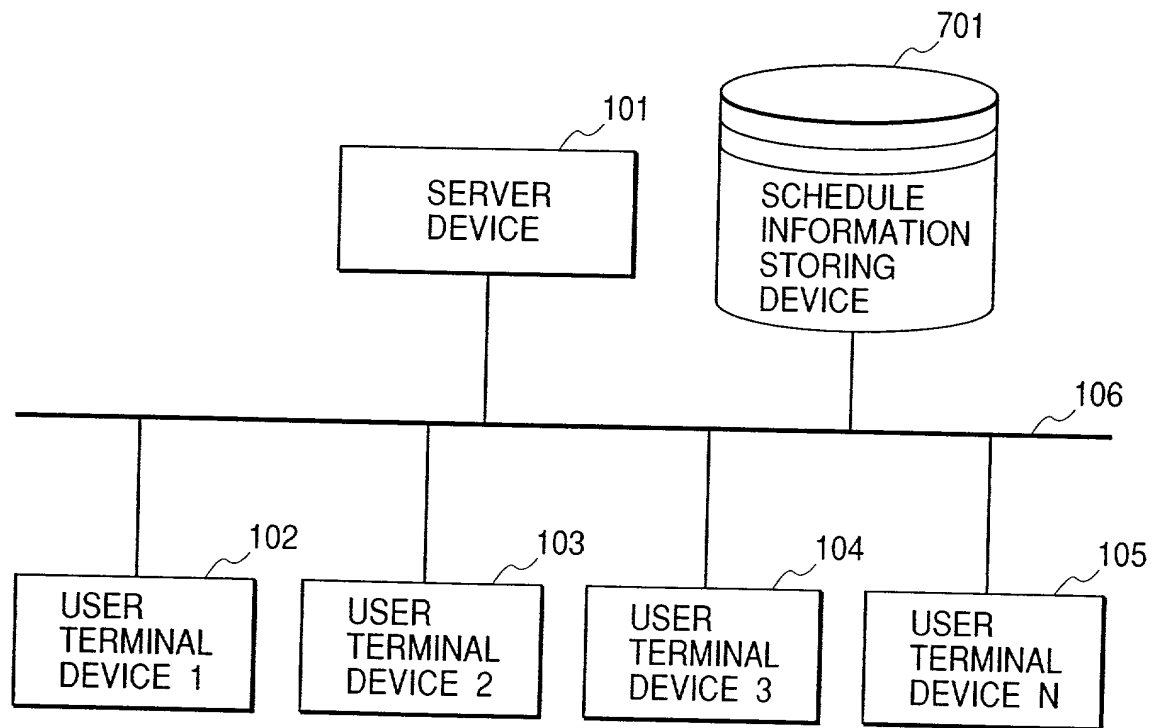 701
101
SERVER
DEVICE
SCHEDULE
INFORMATION
STORING
DEVICE
106
102
USER
TERMINAL
DEVICE 1
103
USER
TERMINAL
DEVICE 2
104
USER
TERMINAL
DEVICE 3
105
USER
TERMINAL
DEVICE N